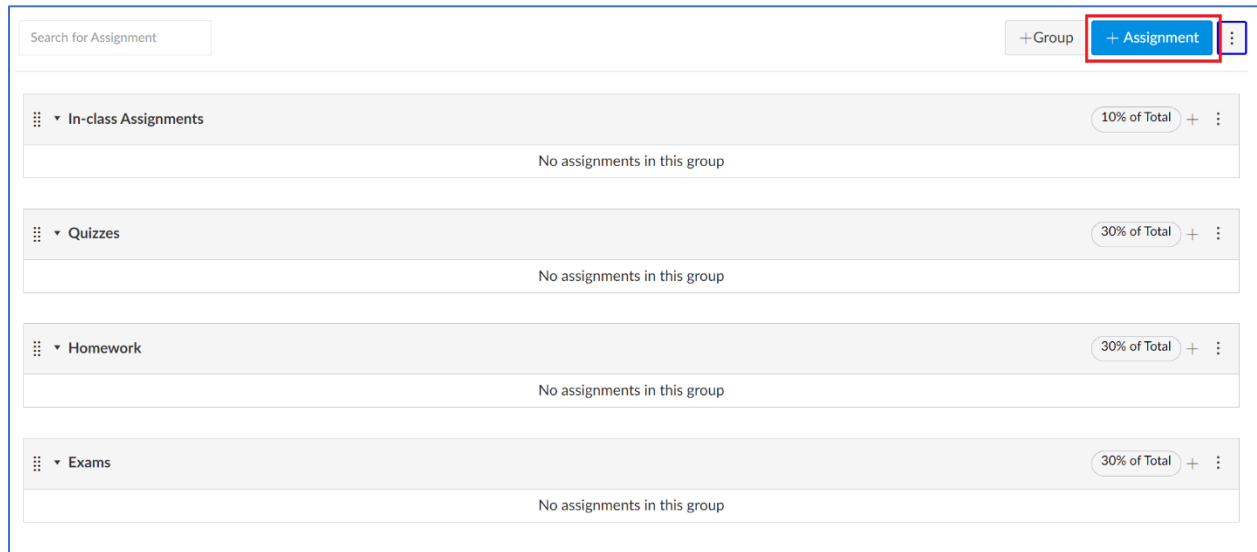 Search for Assignment
+Group
+ Assignment
In-class Assignments
10% of Total +
No assignments in this group
Quizzes
30% of Total +
No assignments in this group
Homework
30% of Total +
No assignments in this group
Exams
30% of Total +
No assignments in this group